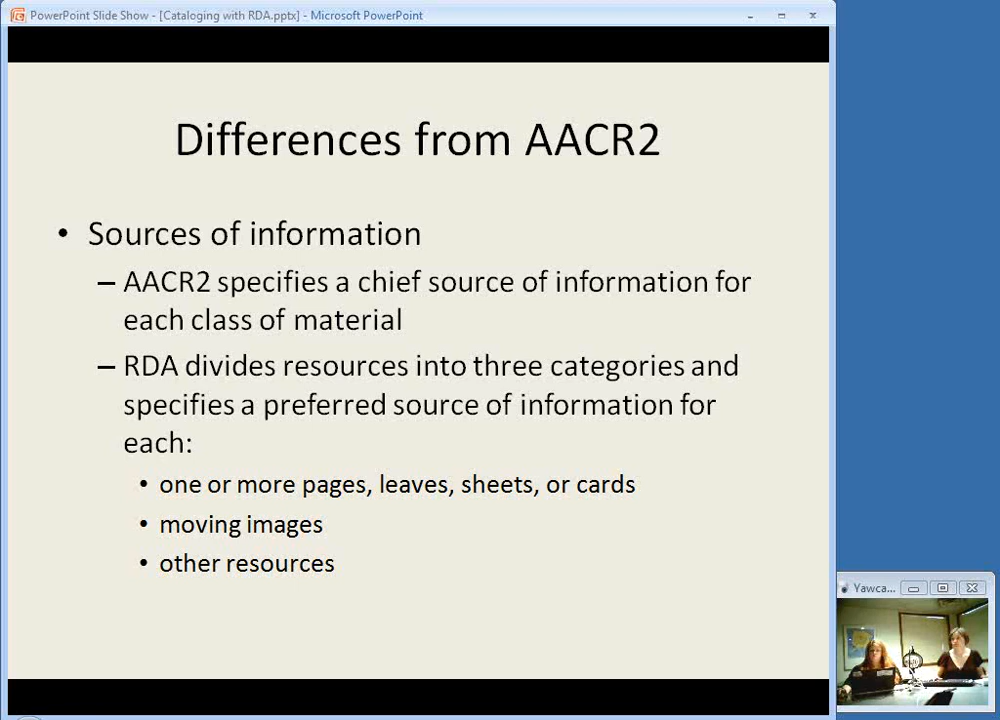 PowerPoint Slide Show - [Cataloging with RDA.pptx] - Microsoft PowerPoint
Differences from AACR2
• Sources of information
– AACR2 specifies a chief source of information for
each class of material
– RDA divides resources into three categories and
specifies a preferred source of information for
each:
• one or more pages, leaves, sheets, or cards
• moving images
• other resources
Yawca...